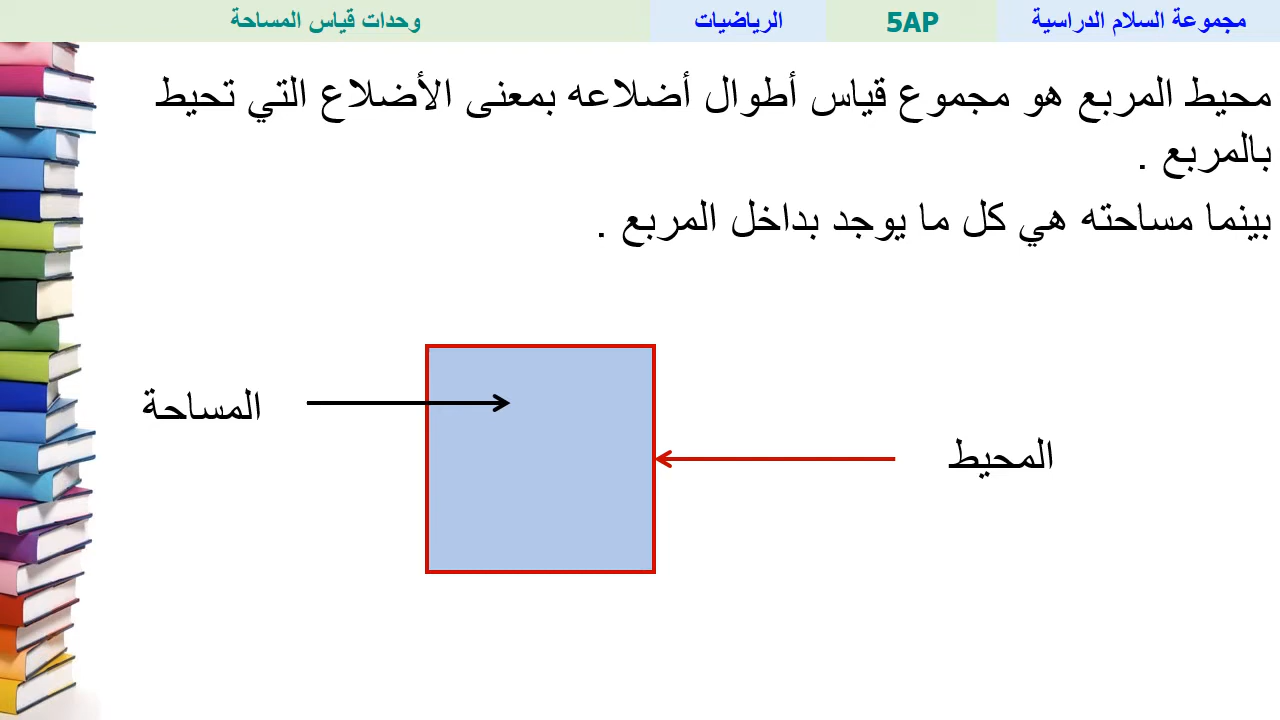 مجموعة السلام الدراسية
5AP
الرياضيات
وحدات قياس المساحة
محيط المربع هو مجموع قياس أطوال أضلاعه بمعنى الأضلاع التي تحيط
بالمربع .
بينما مساحته هي كل ما يوجد بداخل المربع .
المساحة
المحيط